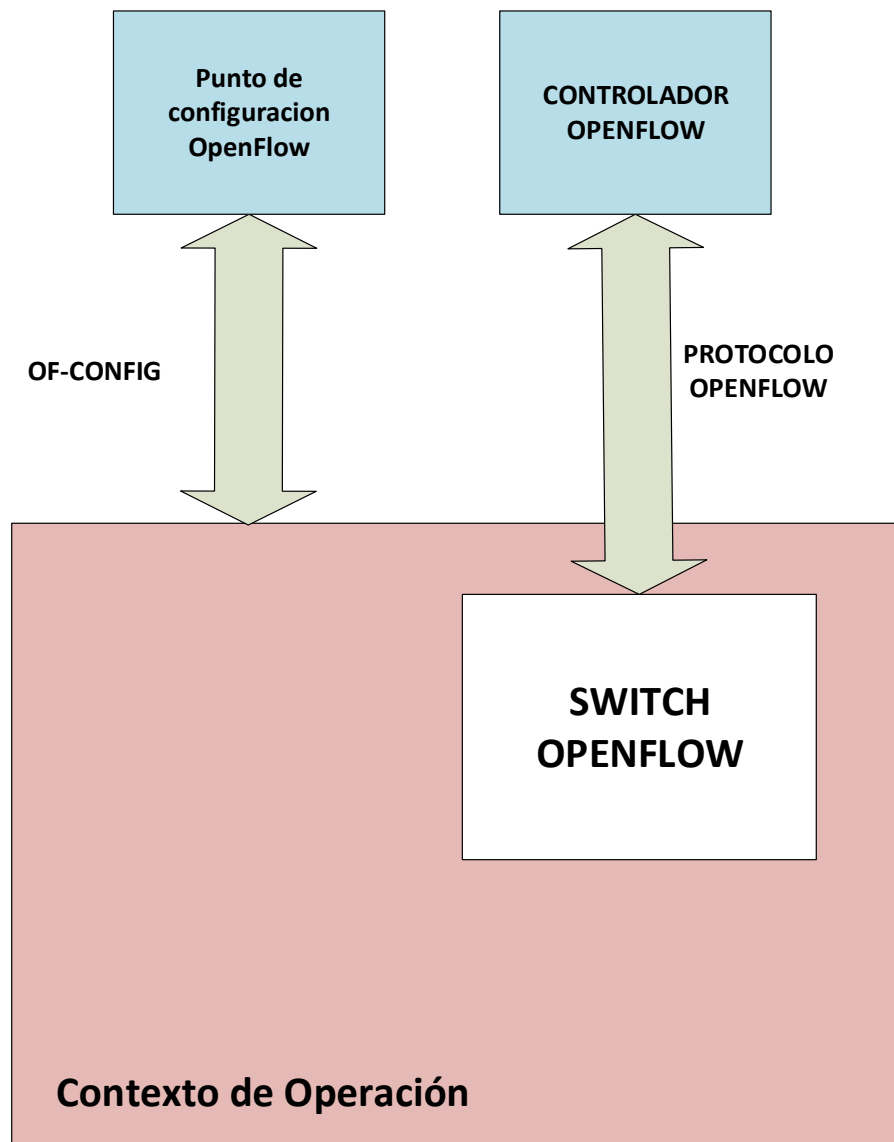 Punto de
configuracion
OpenFlow
CONTROLADOR
OPENFLOW
OF-CONFIG
PROTOCOLO
OPENFLOW
SWITCH
OPENFLOW
Contexto de Operación